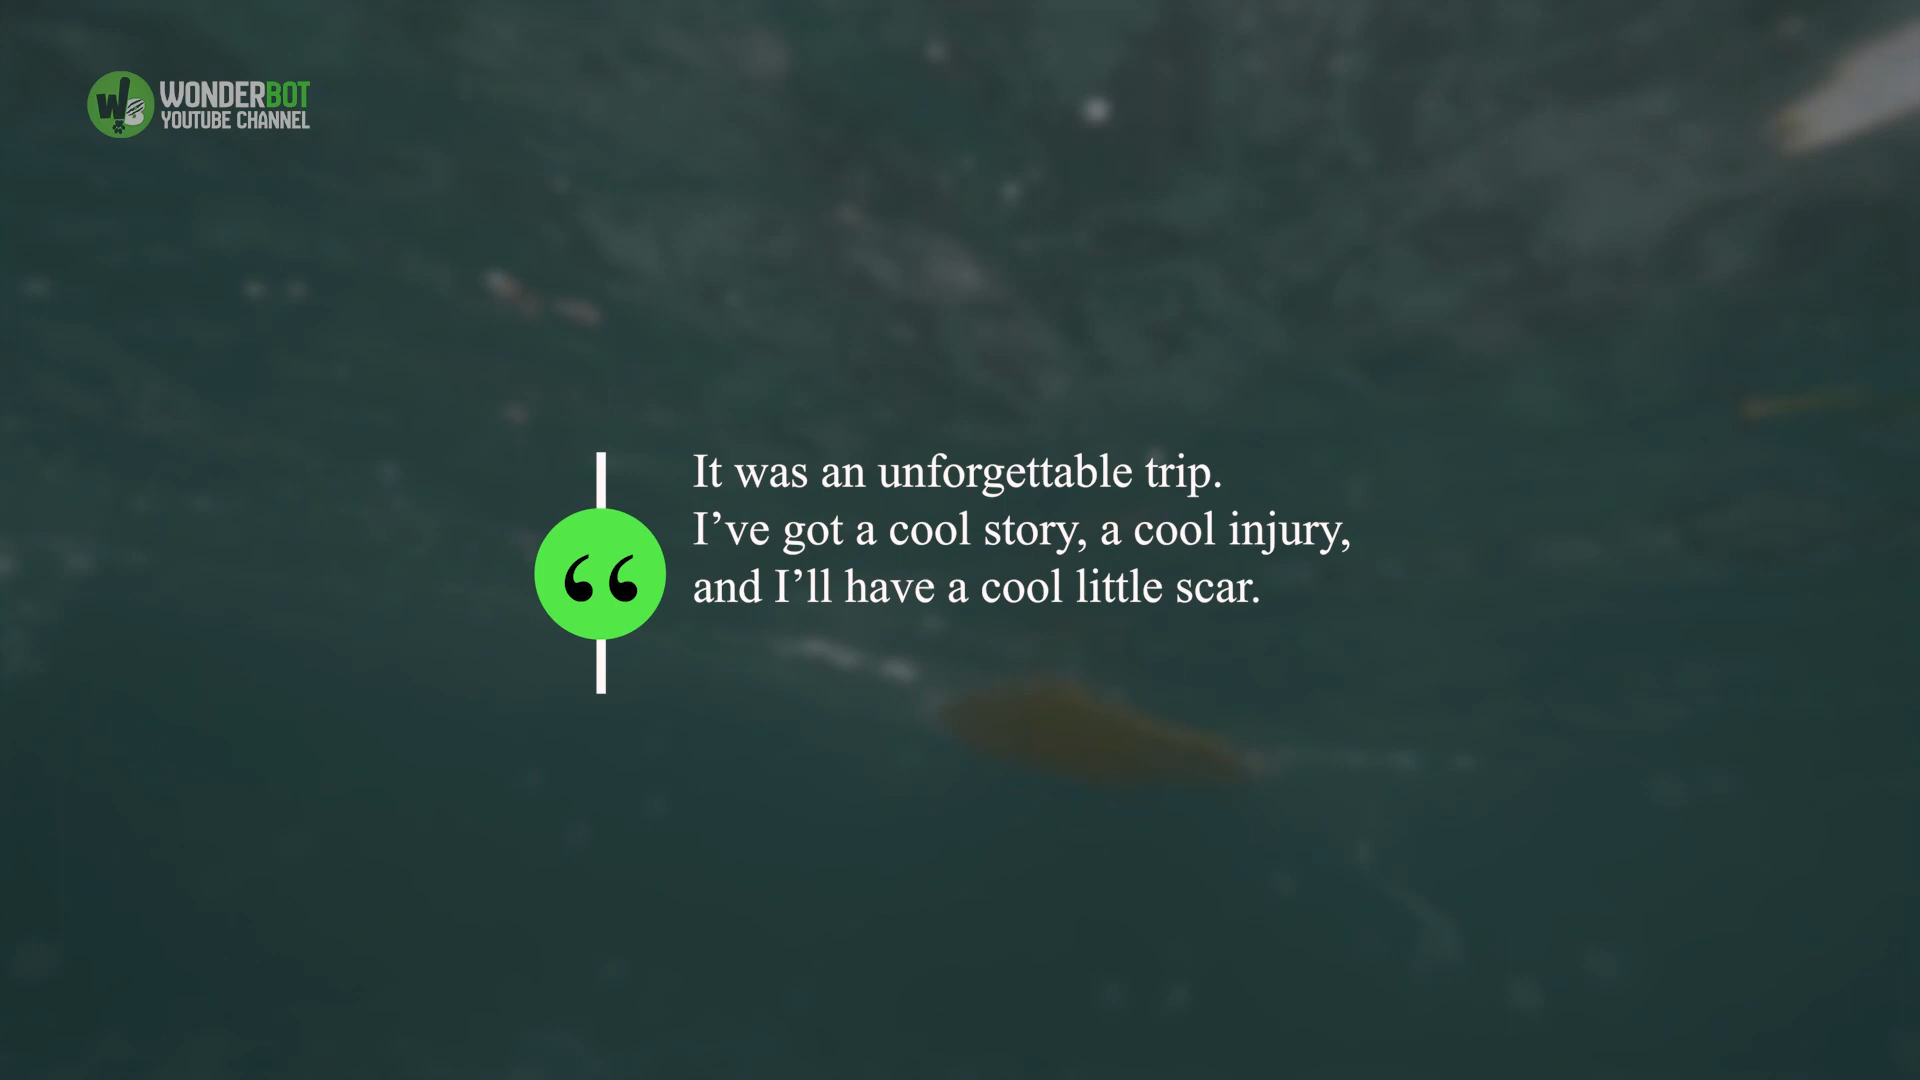 WONDERBOT
YOUTUBE CHANNEL
It was an unforgettable trip.
I’ve got a cool story, a cool injury,
and I’ll have a cool little scar.